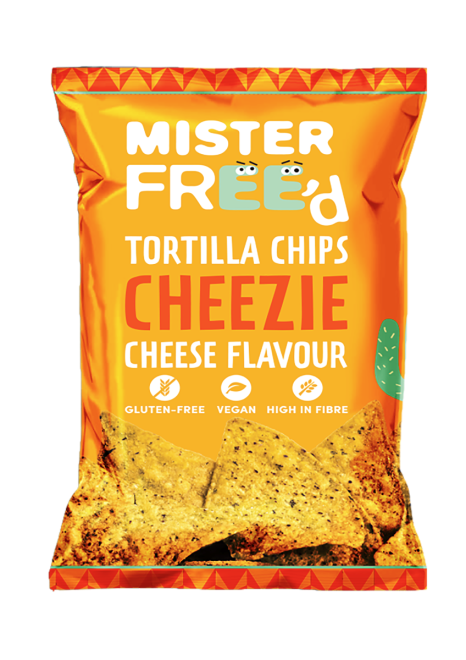 MISTER
FREE'd
TORTILLA CHIPS
CHEEZIE
CHEESE FLAVOUR
GLUTEN-FREE VEGAN HIGH IN FIBRE